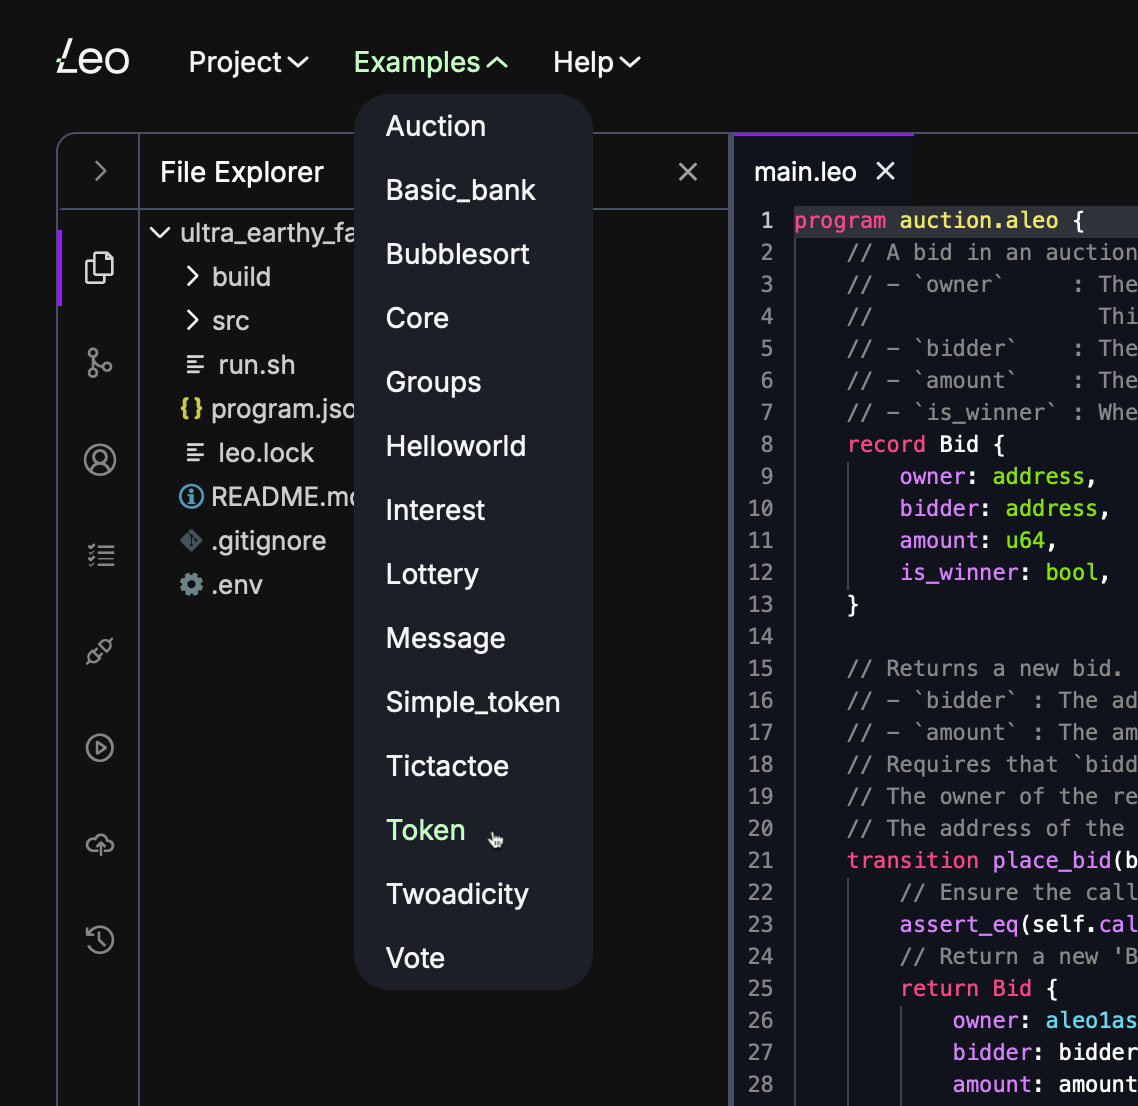 Leo
Project
Examples
Help
Auction
Basic_bank
Bubblesort
Core
Groups
Helloworld
Interest
Lottery
Message
Simple_token
Tictactoe
Token
Twoadicity
Vote
File Explorer
ultra_earthy_fa
build
src
run.sh
{} program.jso
leo.lock
README.md
.gitignore
.env
main.leo
1 program auction.aleo {
2 // A bid in an auction
3 // - `owner` : The
4 // Thi
5 // - `bidder` : The
6 // - `amount` : The
7 // - `is_winner` : Whe
8 record Bid {
9 owner: address,
10 bidder: address,
11 amount: u64,
12 is_winner: bool,
13 }
14
15 // Returns a new bid.
16 // - `bidder` : The ad
17 // - `amount` : The am
18 // Requires that `bidd
19 // The owner of the re
20 // The address of the
21 transition place_bid(b
22 // Ensure the call
23 assert_eq(self.cal
24 // Return a new 'B
25 return Bid {
26 owner: aleo1as
27 bidder: bidder
28 amount: amount